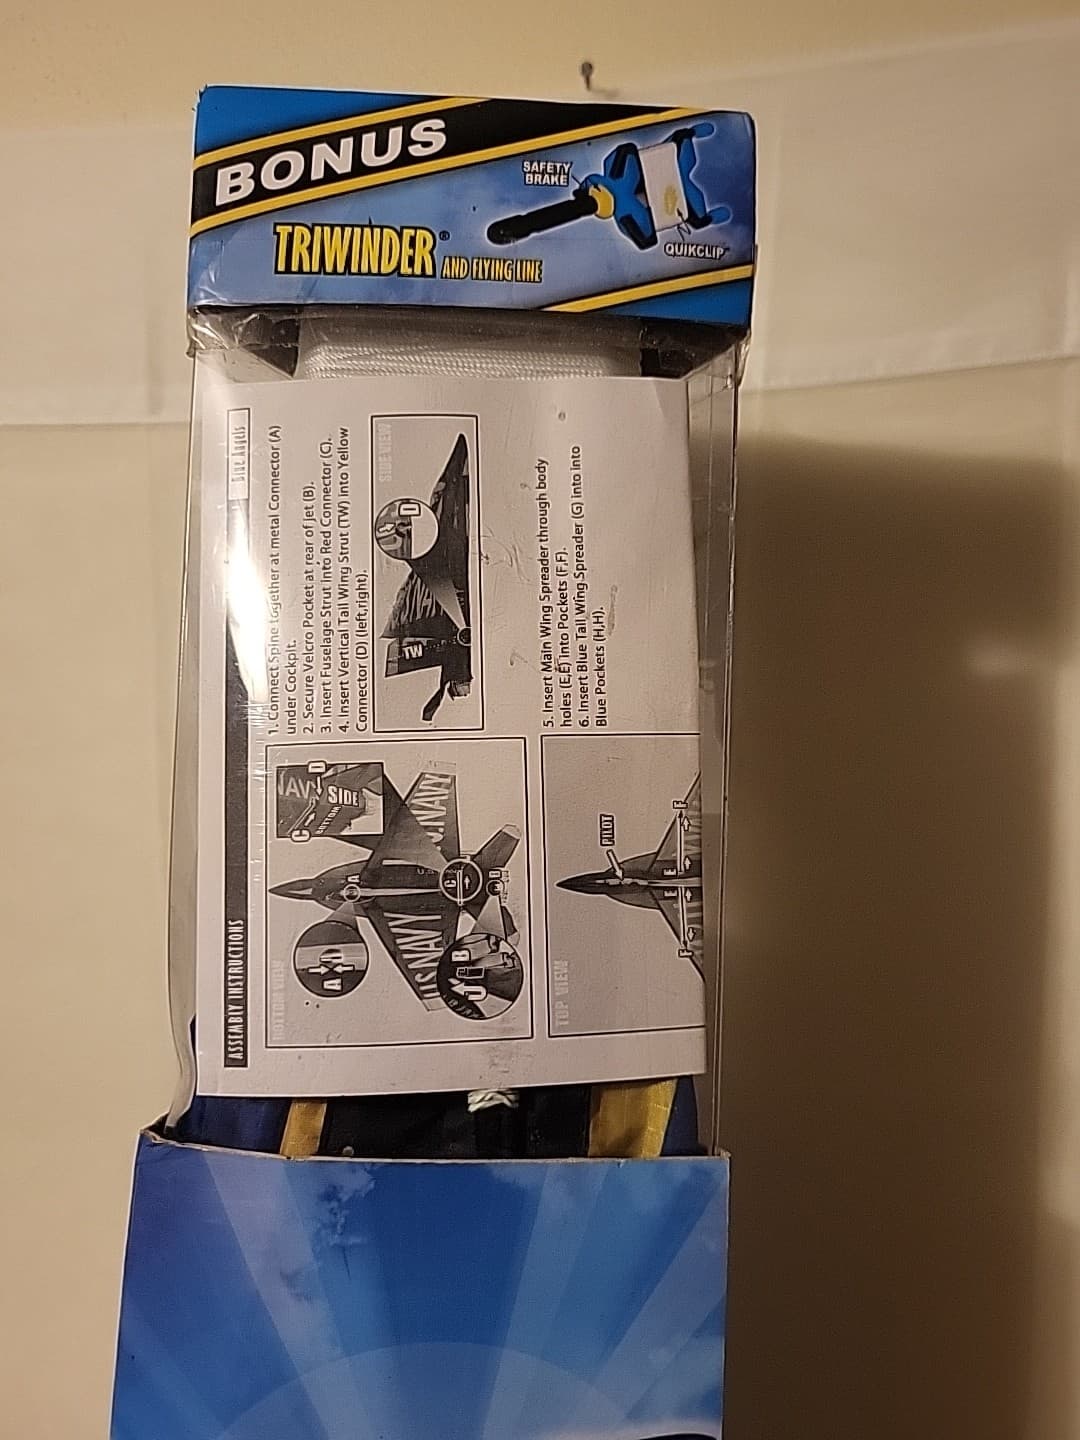 BONUS
SAFETY
BRAKE
TRIWINDER®
AND FLYING LINE
QUIKCLIP™
ASSEMBLY INSTRUCTIONS
Blue Angels
1. Connect Spine together at metal Connector (A)
under Cockpit.
2. Secure Velcro Pocket at rear of jet (B).
3. Insert Fuselage Strut into Red Connector (C).
4. Insert Vertical Tail Wing Strut (TW) into Yellow
Connector (D) (left,right).
SIDE VIEW
TW
D
BOTTOM VIEW
NAV
C
D
BOTTOM
SIDE
A
A
U.S.NAVY
U.NAVY
C
B
B
5. Insert Main Wing Spreader through body
holes (E,E) into Pockets (F,F).
6. Insert Blue Tail Wing Spreader (G) into into
Blue Pockets (H,H).
TOP VIEW
PILOT
F
E
E
F